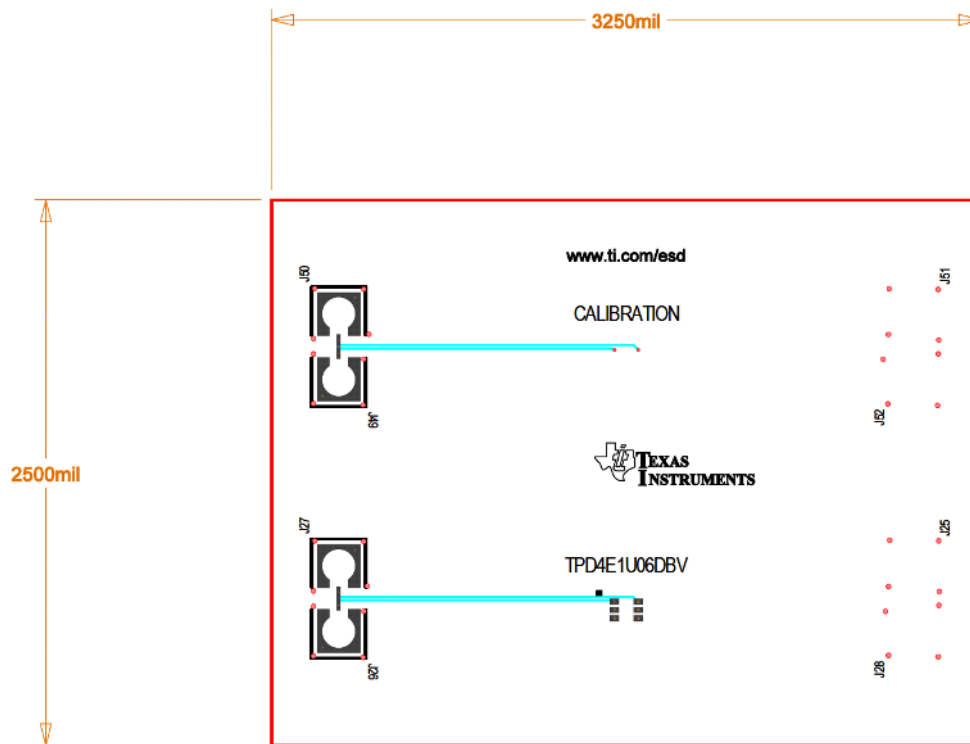 3250mil
www.ti.com/esd
J50
CALIBRATION
J51
J49
J52
2500mil
TEXAS
INSTRUMENTS
J27
TPD4E1U06DBV
J25
J26
J28